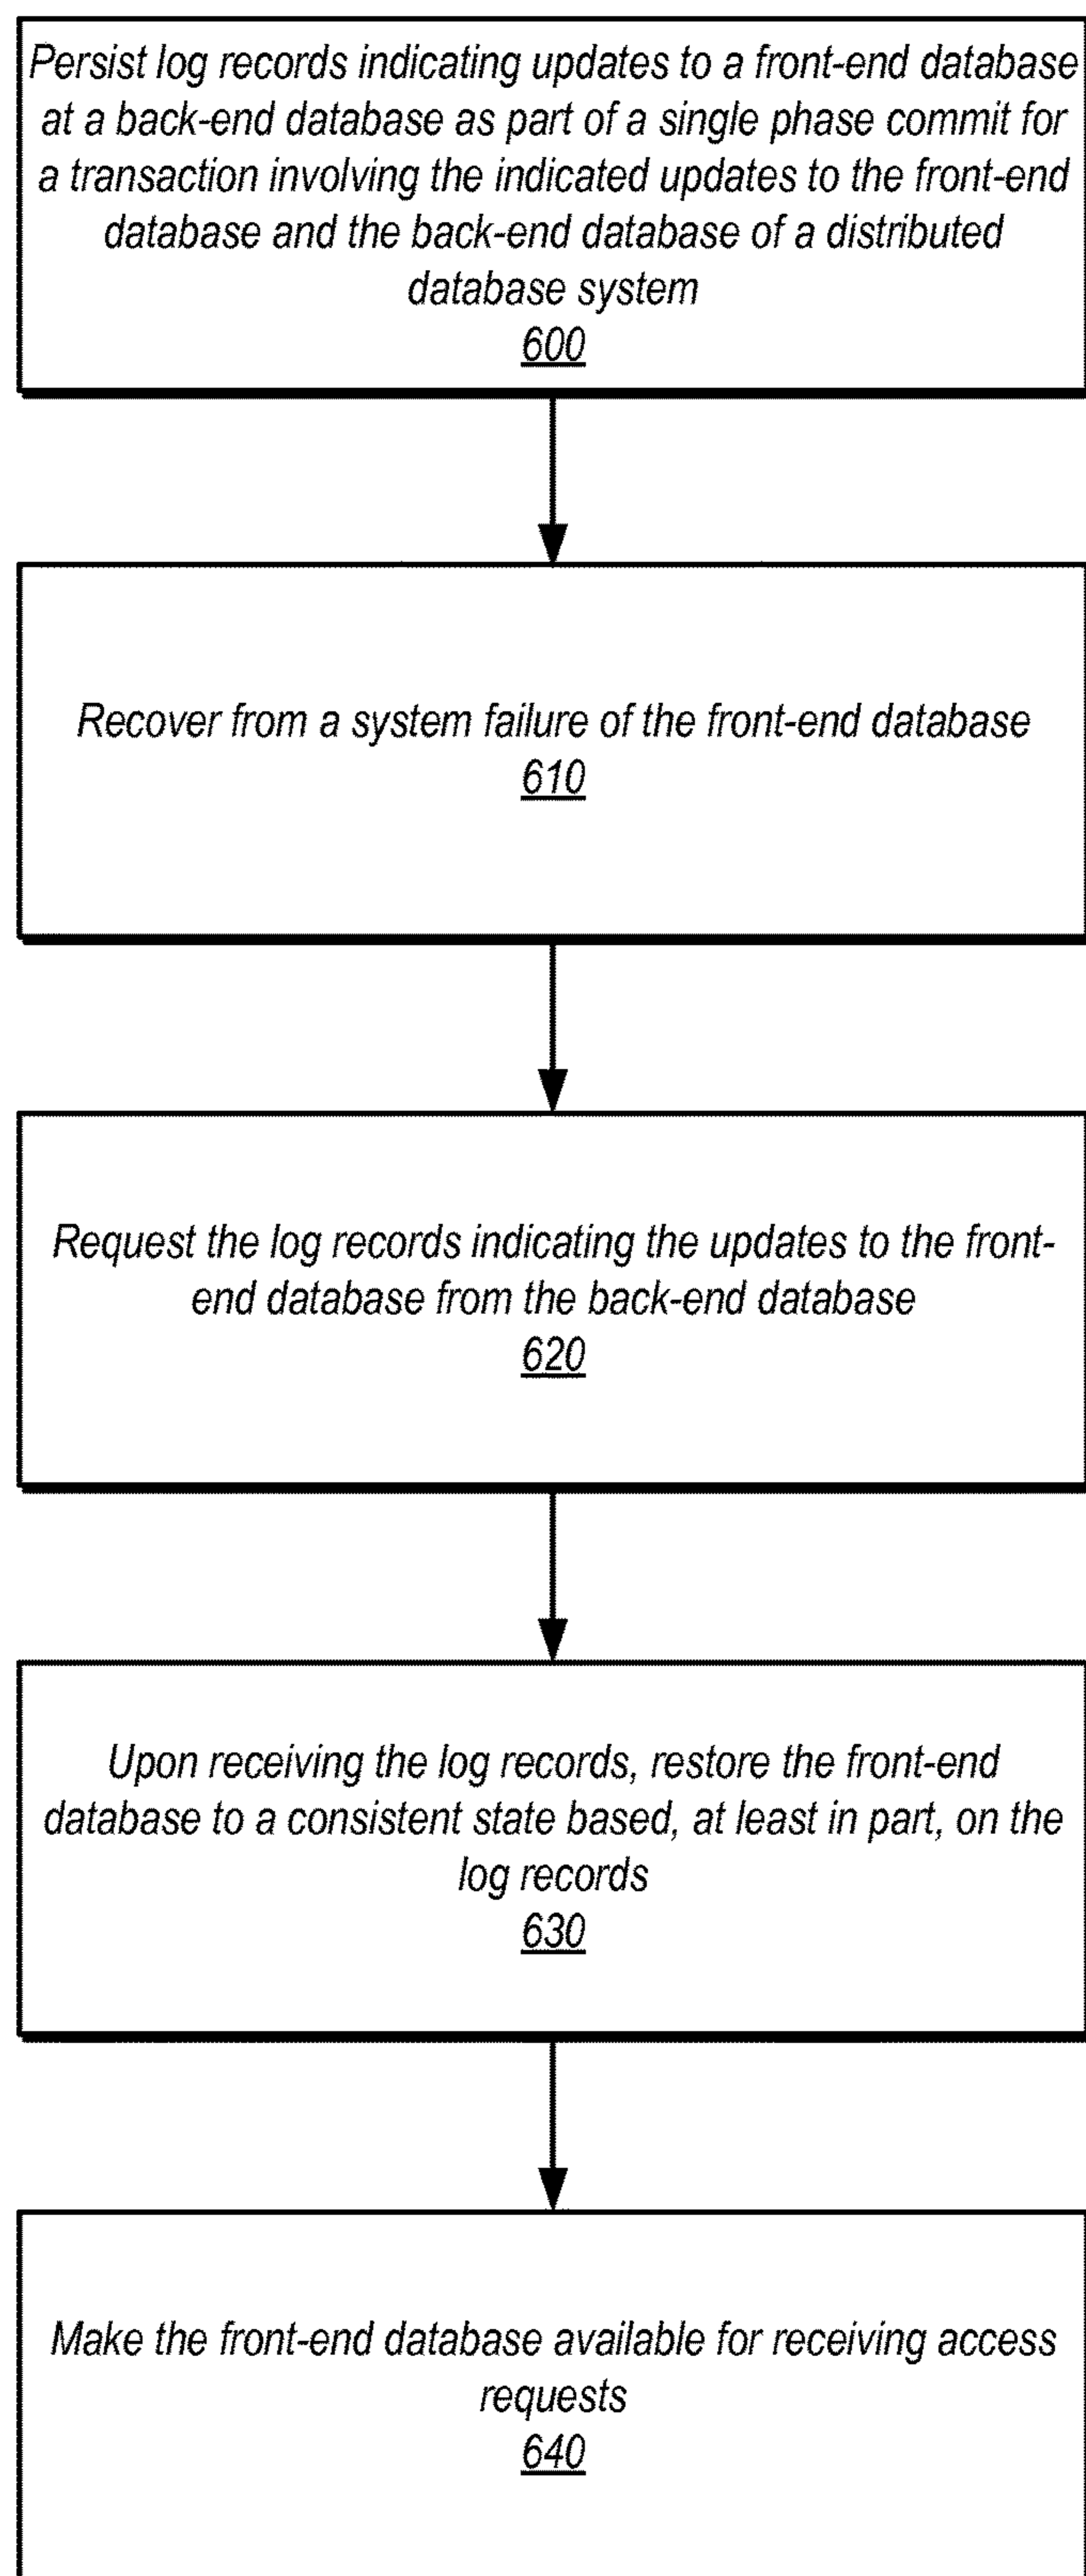 Persist log records indicating updates to a front-end database
at a back-end database as part of a single phase commit for
a transaction involving the indicated updates to the front-end
database and the back-end database of a distributed
database system
600
Recover from a system failure of the front-end database
610
Request the log records indicating the updates to the front-
end database from the back-end database
620
Upon receiving the log records, restore the front-end
database to a consistent state based, at least in part, on the
log records
630
Make the front-end database available for receiving access
requests
640